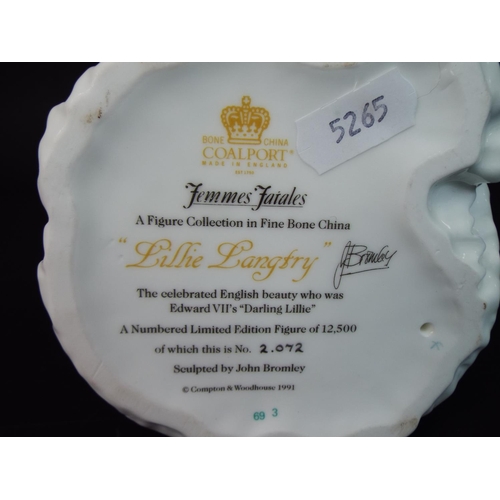 5265
BONE CHINA
COALPORT®
MADE IN ENGLAND
EST 1750
Femmes Fatales
A Figure Collection in Fine Bone China
"Lillie Langtry"
J Bromley
The celebrated English beauty who was
Edward VII's "Darling Lillie"
A Numbered Limited Edition Figure of 12,500
of which this is No. 2.072
Sculpted by John Bromley
© Compton & Woodhouse 1991
69 3